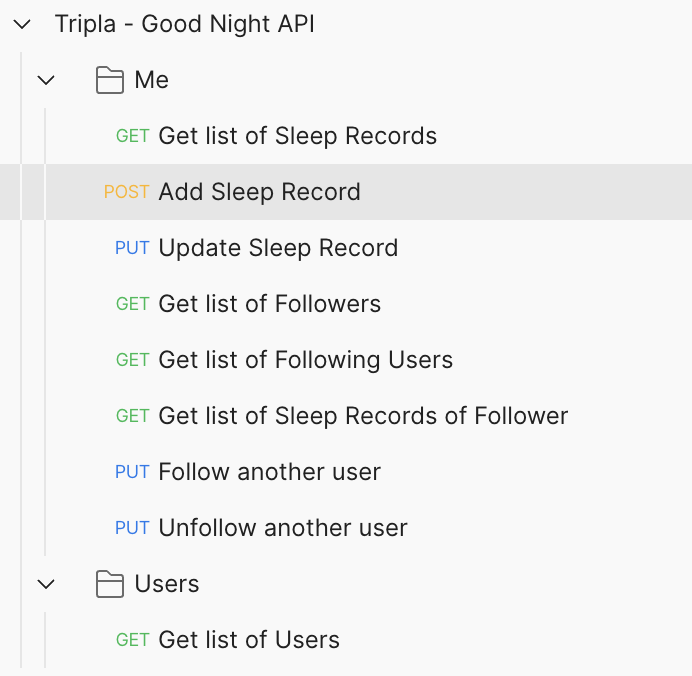 Tripla - Good Night API
Me
GET Get list of Sleep Records
POST Add Sleep Record
PUT Update Sleep Record
GET Get list of Followers
GET Get list of Following Users
GET Get list of Sleep Records of Follower
PUT Follow another user
PUT Unfollow another user
Users
GET Get list of Users